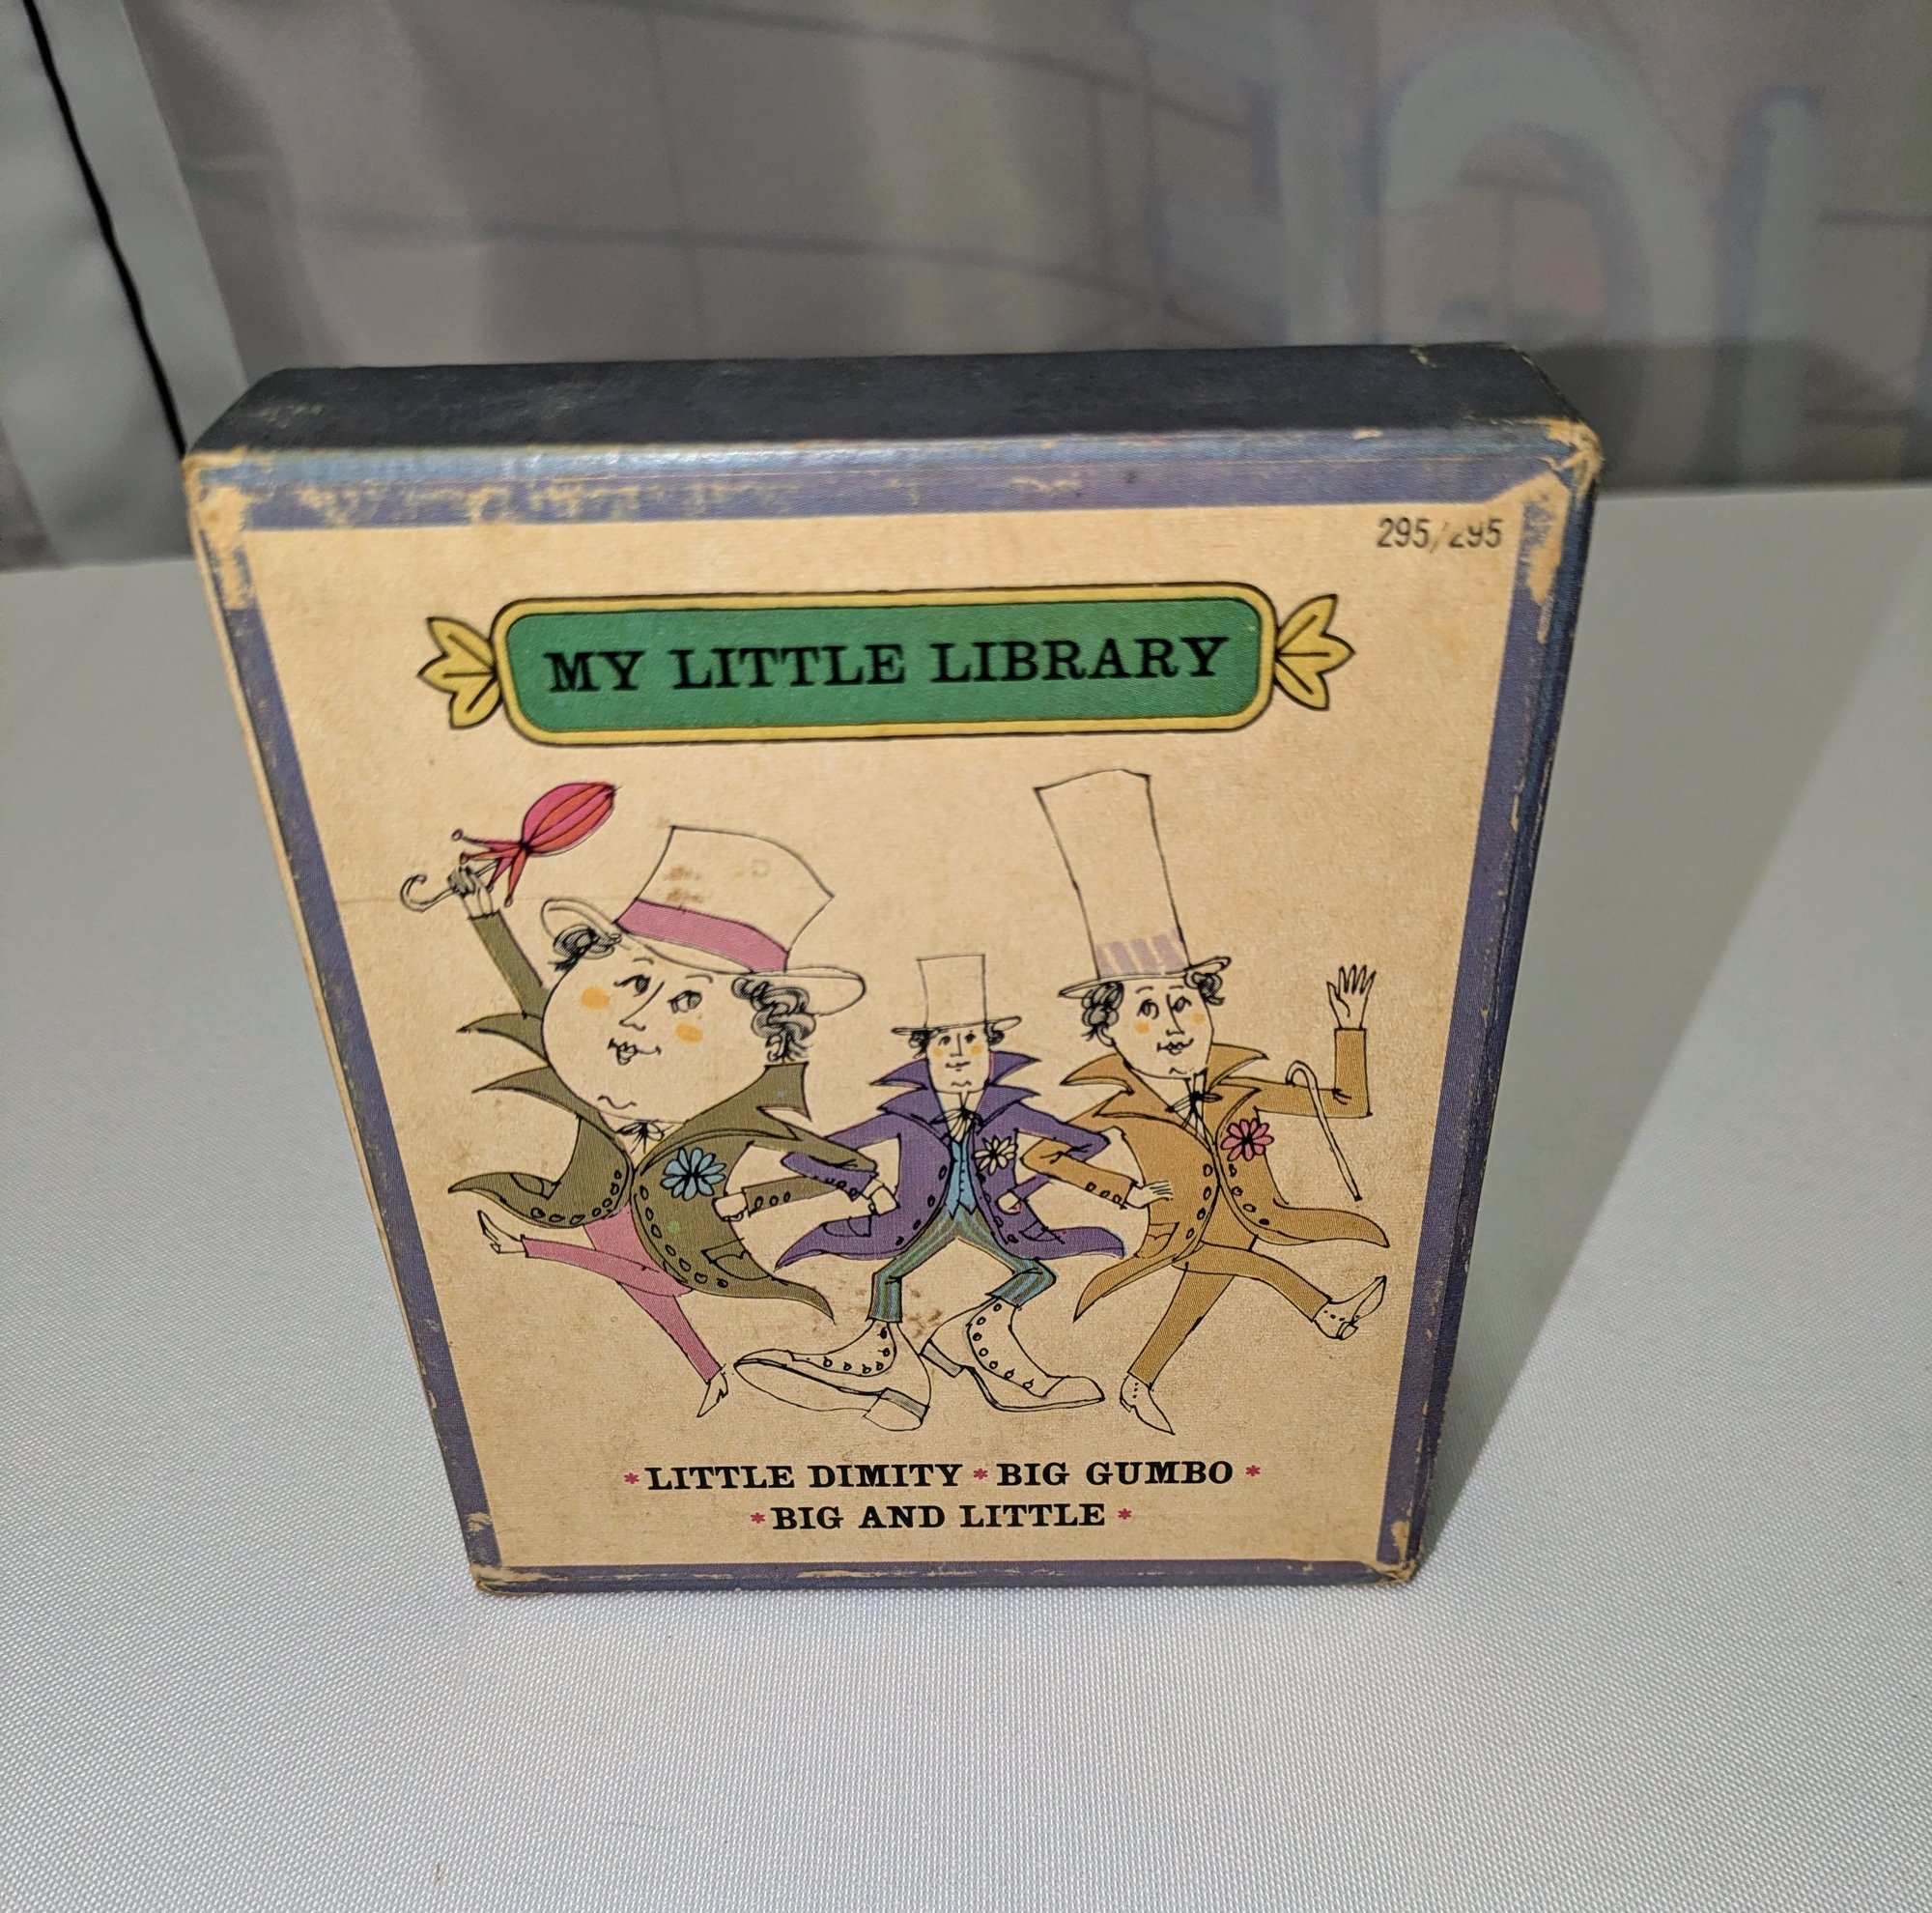 295/295
MY LITTLE LIBRARY
*LITTLE DIMITY*BIG GUMBO*
*BIG AND LITTLE*